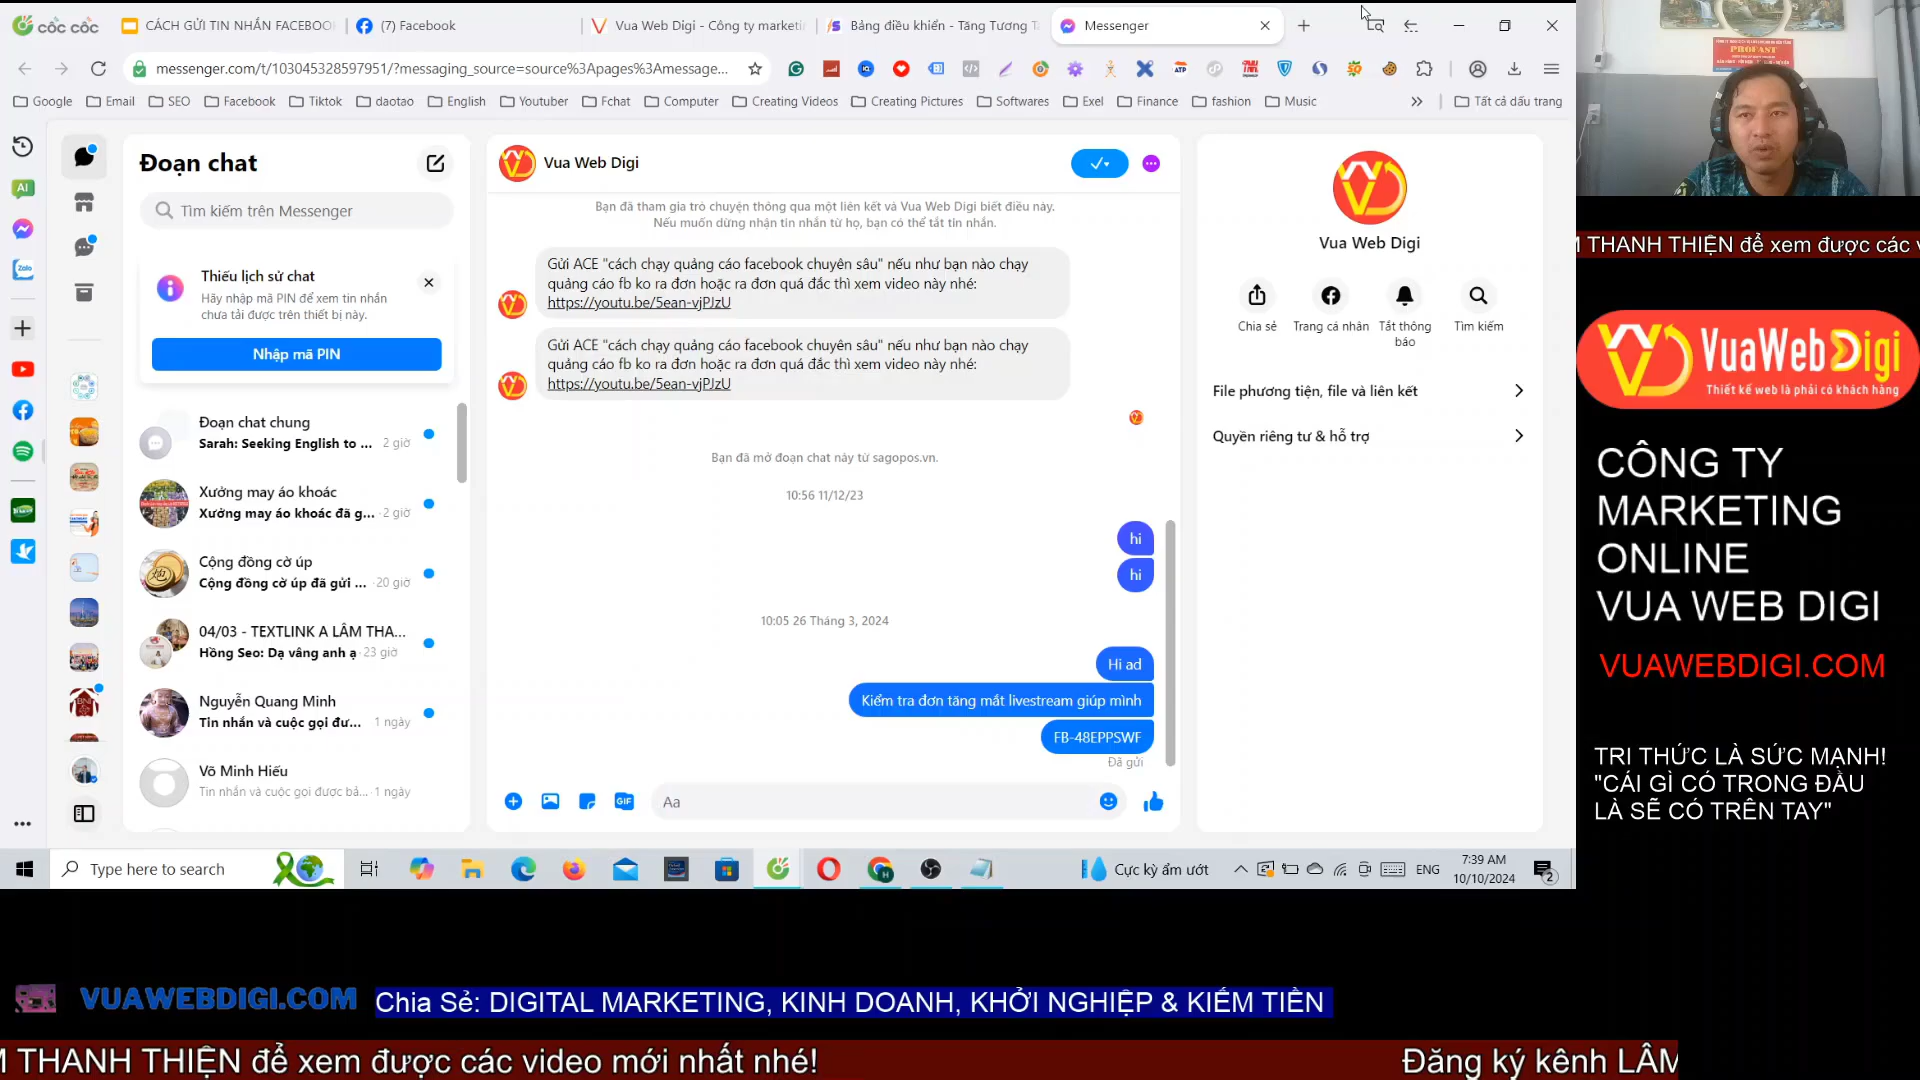 cốc cốc
CÁCH GỬI TIN NHẮN FACEBOO
(7) Facebook
Vua Web Digi - Công ty marketi
Bảng điều khiển - Tăng Tương T
Messenger
messenger.com/t/103045328597951/?messaging_source=source%3Apages%3Amessage...
Google
Email
SEO
Facebook
Tiktok
daotao
English
Youtuber
Fchat
Computer
Creating Videos
Creating Pictures
Softwares
Exel
Finance
fashion
Music
Tất cả dấu trang
AI
Zalo
Đoạn chat
Tìm kiếm trên Messenger
Thiếu lịch sử chat
Hãy nhập mã PIN để xem tin nhắn
chưa tải được trên thiết bị này.
Nhập mã PIN
Đoạn chat chung
Sarah: Seeking English to ... 2 giờ
Xưởng may áo khoác
Xưởng may áo khoác đã g... · 2 giờ
Cộng đồng cờ úp
Cộng đồng cờ úp đã gửi ... · 20 giờ
04/03 - TEXTLINK A LÂM THA...
Hồng Seo: Dạ vâng anh ạ · 23 giờ
Nguyễn Quang Minh
Tin nhắn và cuộc gọi đư... 1 ngày
Võ Minh Hiếu
Tin nhắn và cuộc gọi được bả... · 1 ngày
Vua Web Digi
Bạn đã tham gia trò chuyện thông qua một liên kết và Vua Web Digi biết điều này.
Nếu muốn dừng nhận tin nhắn từ họ, bạn có thể tắt tin nhắn.
Gửi ACE "cách chạy quảng cáo facebook chuyên sâu" nếu như bạn nào chạy
quảng cáo fb ko ra đơn hoặc ra đơn quá đắc thì xem video này nhé:
https://youtu.be/5ean-vjPJzU
Gửi ACE "cách chạy quảng cáo facebook chuyên sâu" nếu như bạn nào chạy
quảng cáo fb ko ra đơn hoặc ra đơn quá đắc thì xem video này nhé:
https://youtu.be/5ean-vjPJzU
Bạn đã mở đoạn chat này từ sagopos.vn.
10:56 11/12/23
hi
hi
10:05 26 Tháng 3, 2024
Hi ad
Kiểm tra đơn tăng mắt livestream giúp mình
FB-48EPPSWF
Đã gửi
GIF
Aa
Vua Web Digi
Chia sẻ
Trang cá nhân
Tắt thông
báo
Tìm kiếm
File phương tiện, file và liên kết
Quyền riêng tư & hỗ trợ
Type here to search
Cực kỳ ẩm ướt
ENG
7:39 AM
10/10/2024
2
PROFAST
M THANH THIỆN để xem được các v
VuaWebDigi
Thiết kế web là phải có khách hàng
CÔNG TY
MARKETING
ONLINE
VUA WEB DIGI
VUAWEBDIGI.COM
TRI THỨC LÀ SỨC MẠNH!
"CÁI GÌ CÓ TRONG ĐẦU
LÀ SẼ CÓ TRÊN TAY"
VUAWEBDIGI.COM
Chia Sẻ: DIGITAL MARKETING, KINH DOANH, KHỞI NGHIỆP & KIẾM TIỀN
M THANH THIỆN để xem được các video mới nhất nhé!
Đăng ký kênh LÂM